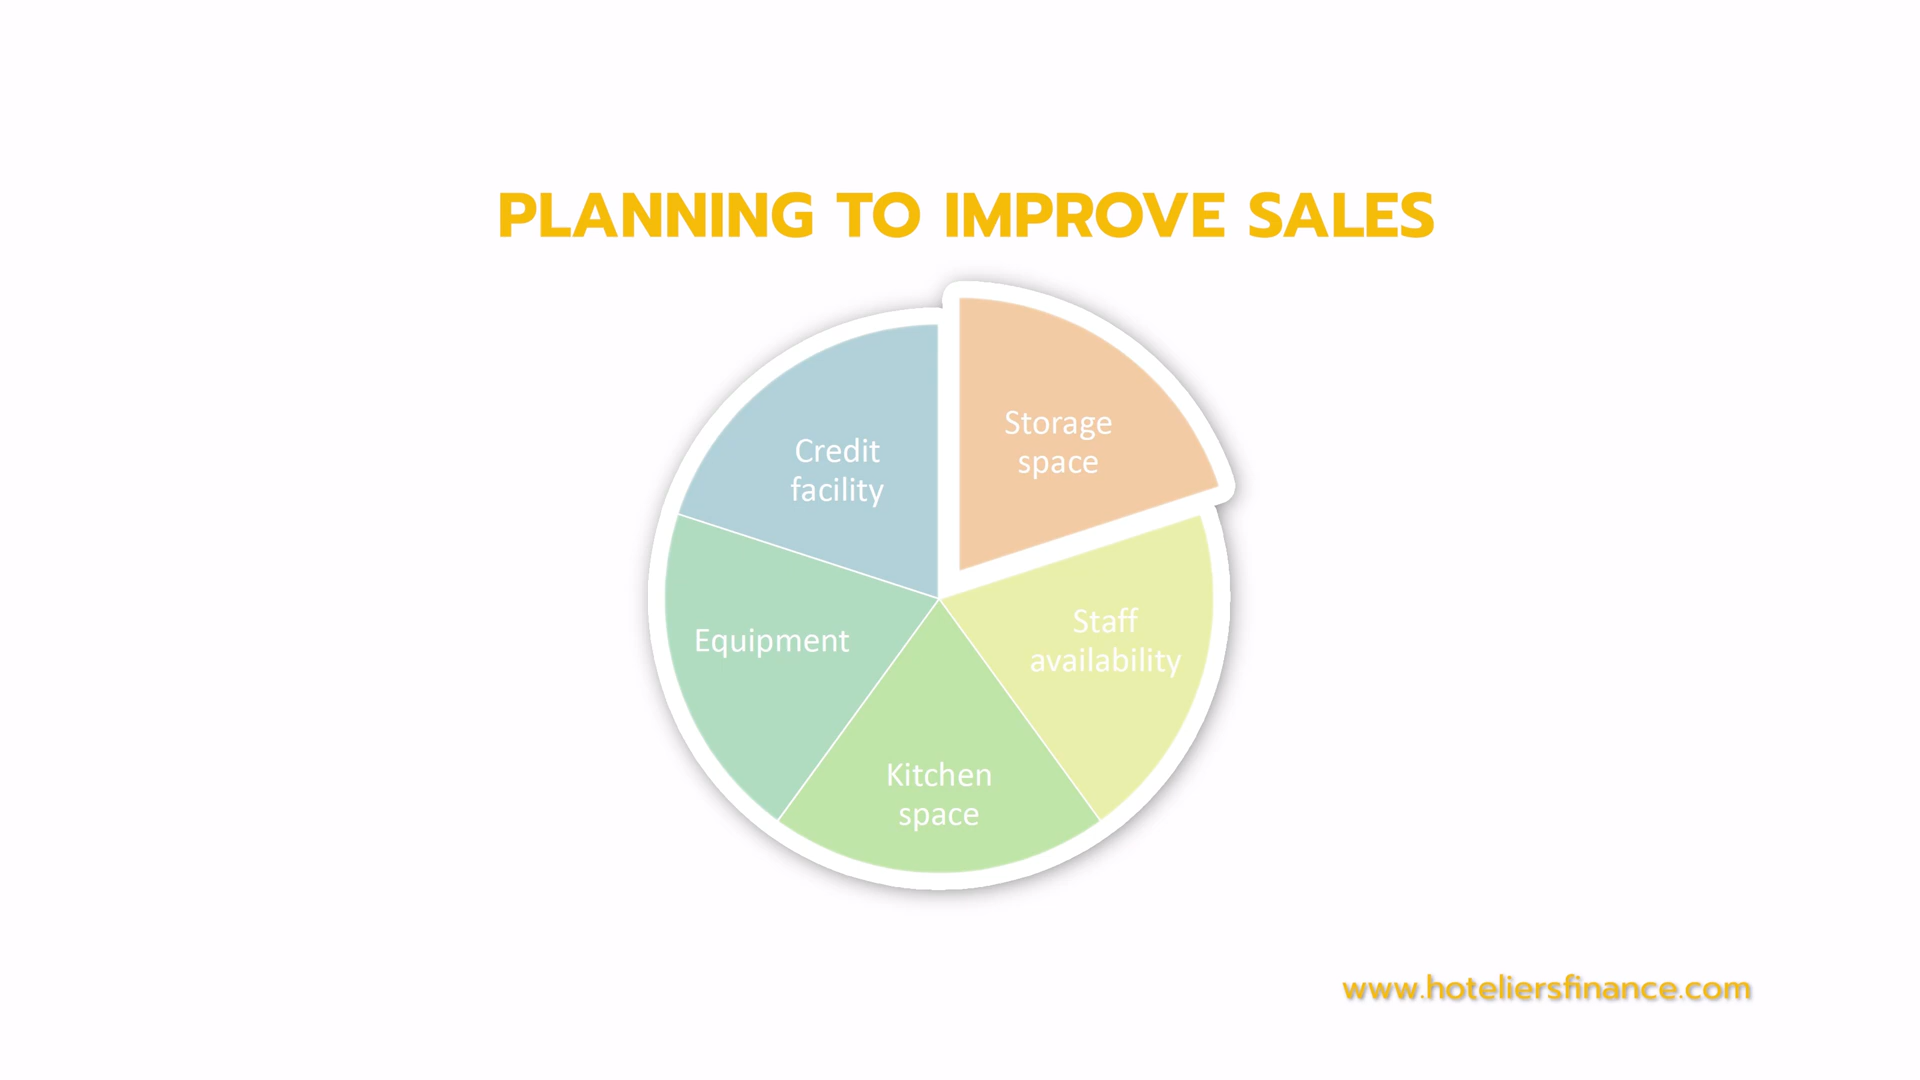 PLANNING TO IMPROVE SALES
Storage
space
Credit
facility
Staff
availability
Equipment
Kitchen
space
www.hoteliersfinance.com